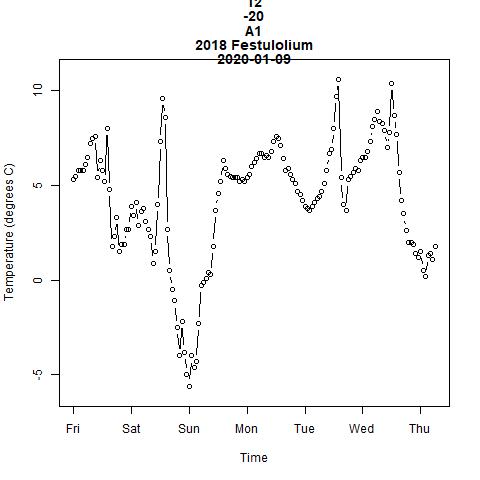 12
-20
A1
2018 Festulolium
2020-01-09
10
5
0
-5
Temperature (degrees C)
Fri Sat Sun Mon Tue Wed Thu
Time